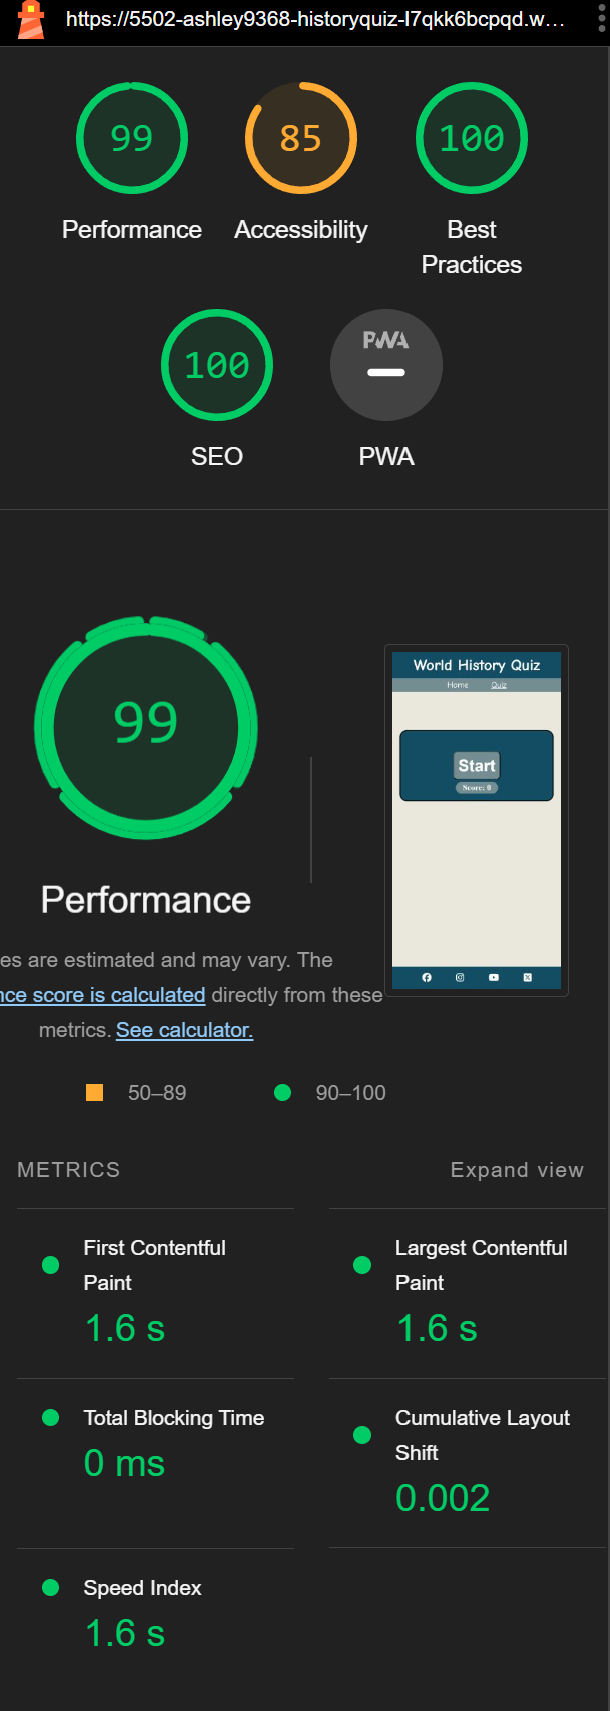 https://5502-ashley9368-historyquiz-l7qkk6bcpqd.w...
99
85
100
Performance
Accessibility
Best
Practices
100
PWA
SEO
PWA
99
World History Quiz
Home Quiz
Start
Score: 0
Performance
es are estimated and may vary. The
nce score is calculated directly from these
metrics. See calculator.
50–89
90–100
METRICS
Expand view
First Contentful
Paint
1.6 s
Largest Contentful
Paint
1.6 s
Total Blocking Time
0 ms
Cumulative Layout
Shift
0.002
Speed Index
1.6 s